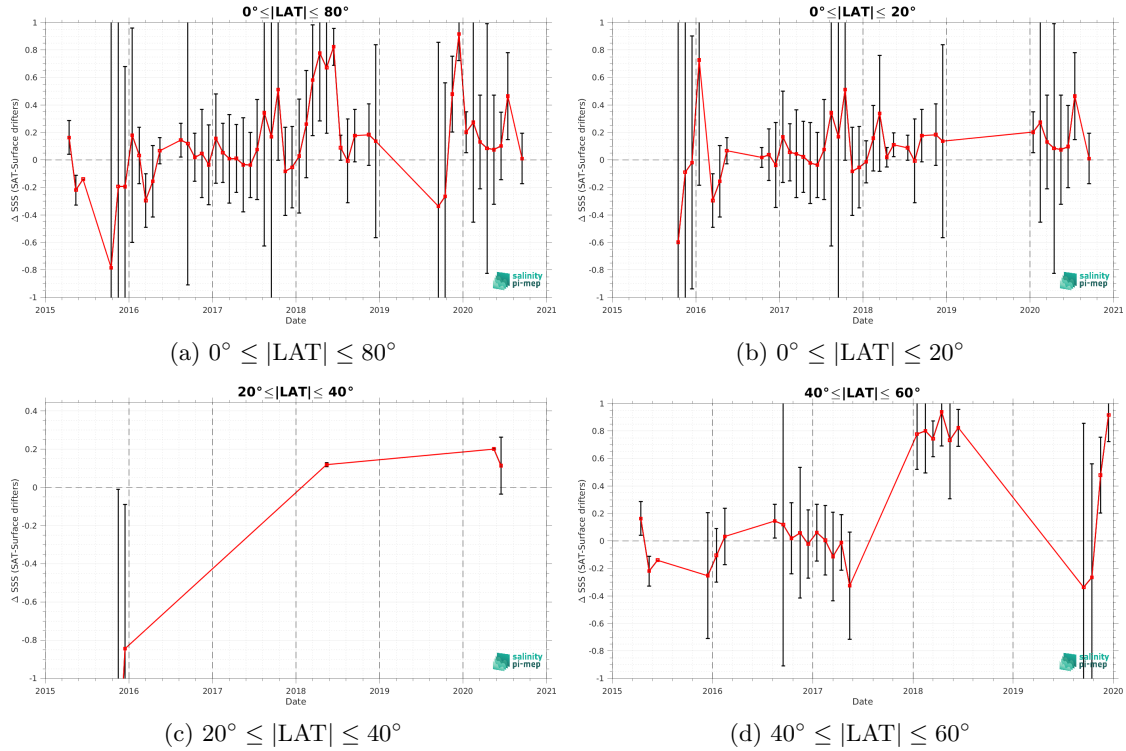 0°≤|LAT|≤ 80°
1
0.8
0.6
0.4
0.2
0
-0.2
-0.4
-0.6
-0.8
-1
Δ SSS (SAT-Surface drifters)
2015 2016 2017 2018 2019 2020 2021
Date
salinity
pi-mep
(a) 0° ≤ |LAT| ≤ 80°
0°≤|LAT|≤ 20°
1
0.8
0.6
0.4
0.2
0
-0.2
-0.4
-0.6
-0.8
-1
Δ SSS (SAT-Surface drifters)
2015 2016 2017 2018 2019 2020 2021
Date
salinity
pi-mep
(b) 0° ≤ |LAT| ≤ 20°
20°≤|LAT|≤ 40°
0.4
0.2
0
-0.2
-0.4
-0.6
-0.8
-1
Δ SSS (SAT-Surface drifters)
2015 2016 2017 2018 2019 2020 2021
Date
salinity
pi-mep
(c) 20° ≤ |LAT| ≤ 40°
40°≤|LAT|≤ 60°
1
0.8
0.6
0.4
0.2
0
-0.2
-0.4
-0.6
-0.8
-1
Δ SSS (SAT-Surface drifters)
2015 2016 2017 2018 2019 2020
Date
salinity
pi-mep
(d) 40° ≤ |LAT| ≤ 60°